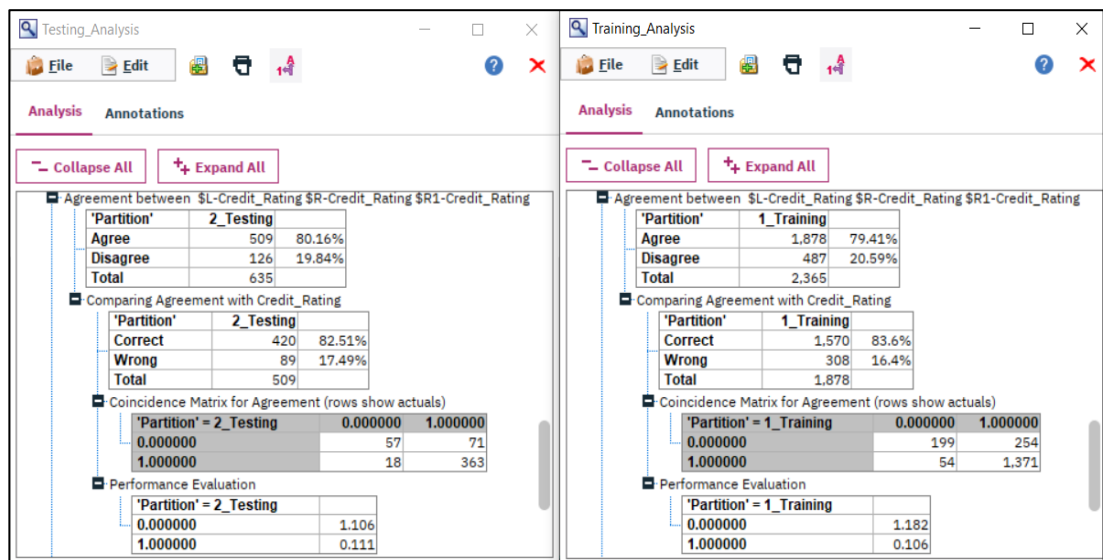 Testing_Analysis
File Edit
Analysis Annotations
Collapse All Expand All
Agreement between $L-Credit_Rating $R-Credit_Rating $R1-Credit_Rating
'Partition' 2_Testing
Agree 509 80.16%
Disagree 126 19.84%
Total 635
Comparing Agreement with Credit_Rating
'Partition' 2_Testing
Correct 420 82.51%
Wrong 89 17.49%
Total 509
Coincidence Matrix for Agreement (rows show actuals)
'Partition' = 2_Testing 0.000000 1.000000
0.000000 57 71
1.000000 18 363
Performance Evaluation
'Partition' = 2_Testing
0.000000 1.106
1.000000 0.111
Training_Analysis
File Edit
Analysis Annotations
Collapse All Expand All
Agreement between $L-Credit_Rating $R-Credit_Rating $R1-Credit_Rating
'Partition' 1_Training
Agree 1,878 79.41%
Disagree 487 20.59%
Total 2,365
Comparing Agreement with Credit_Rating
'Partition' 1_Training
Correct 1,570 83.6%
Wrong 308 16.4%
Total 1,878
Coincidence Matrix for Agreement (rows show actuals)
'Partition' = 1_Training 0.000000 1.000000
0.000000 199 254
1.000000 54 1,371
Performance Evaluation
'Partition' = 1_Training
0.000000 1.182
1.000000 0.106